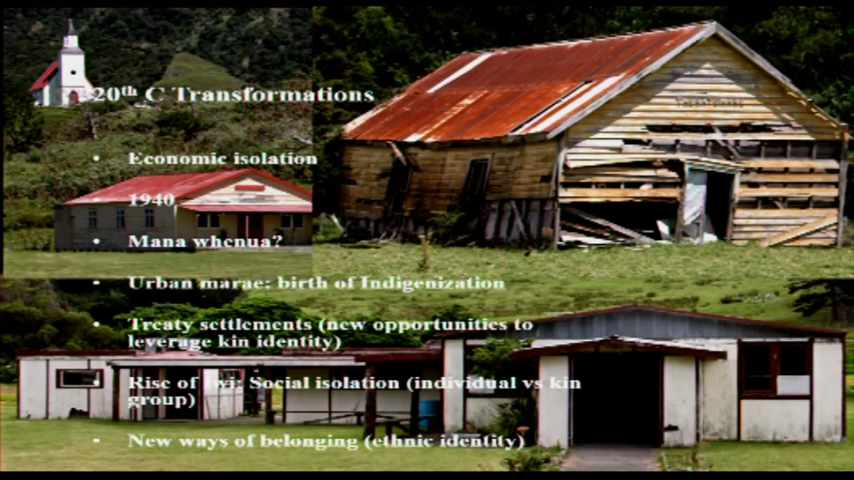 20th C Transformations
• Economic isolation
1940
• Mana whenua?
• Urban marae: birth of Indigenization
• Treaty settlements (new opportunities to
leverage kin identity)
• Rise of Iwi: Social isolation (individual vs kin
group)
• New ways of belonging (ethnic identity)